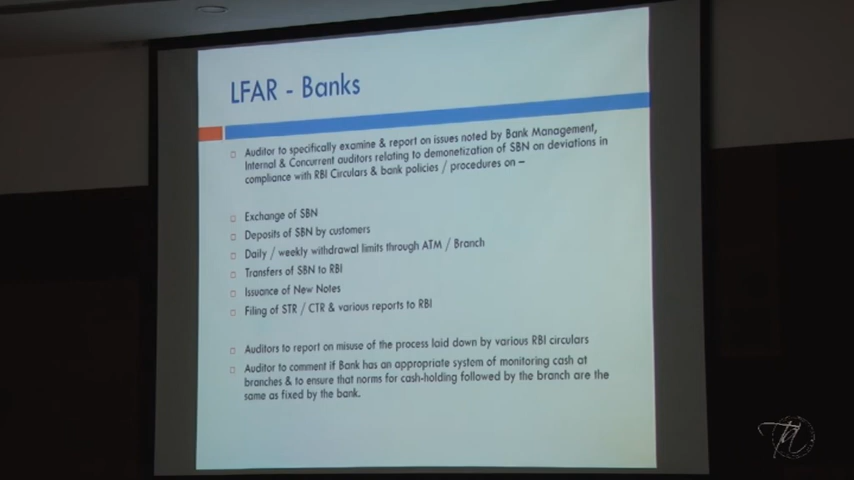 LFAR - Banks
Auditor to specifically examine & report on issues noted by Bank Management,
Internal & Concurrent auditors relating to demonetization of SBN on deviations in
compliance with RBI Circulars & bank policies / procedures on –
Exchange of SBN
Deposits of SBN by customers
Daily / weekly withdrawal limits through ATM / Branch
Transfers of SBN to RBI
Issuance of New Notes
Filing of STR / CTR & various reports to RBI
Auditors to report on misuse of the process laid down by various RBI circulars
Auditor to comment if Bank has an appropriate system of monitoring cash at
branches & to ensure that norms for cash-holding followed by the branch are the
same as fixed by the bank.